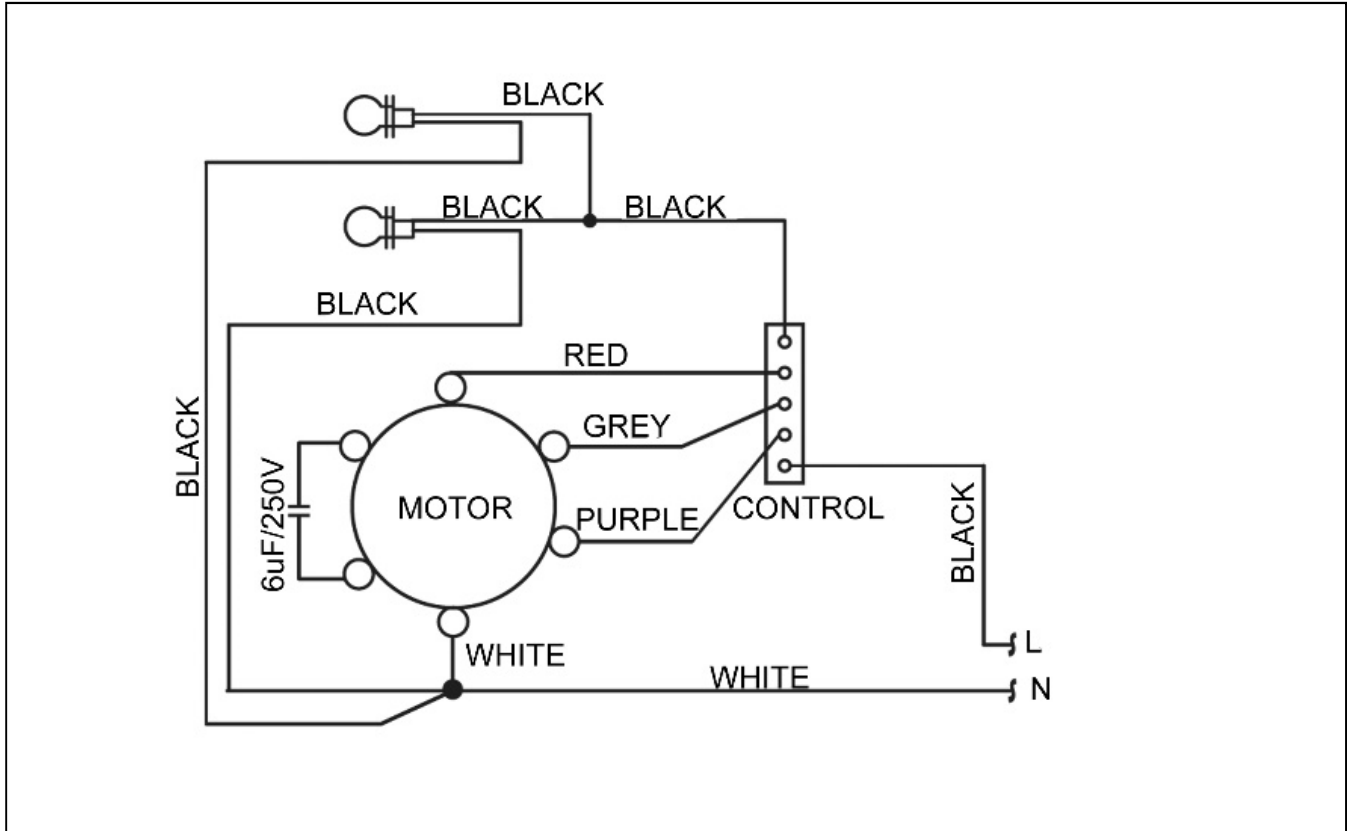 BLACK
BLACK
BLACK
BLACK
RED
GREY
BLACK
6uF/250V
MOTOR
PURPLE
CONTROL
BLACK
WHITE
L
WHITE
N